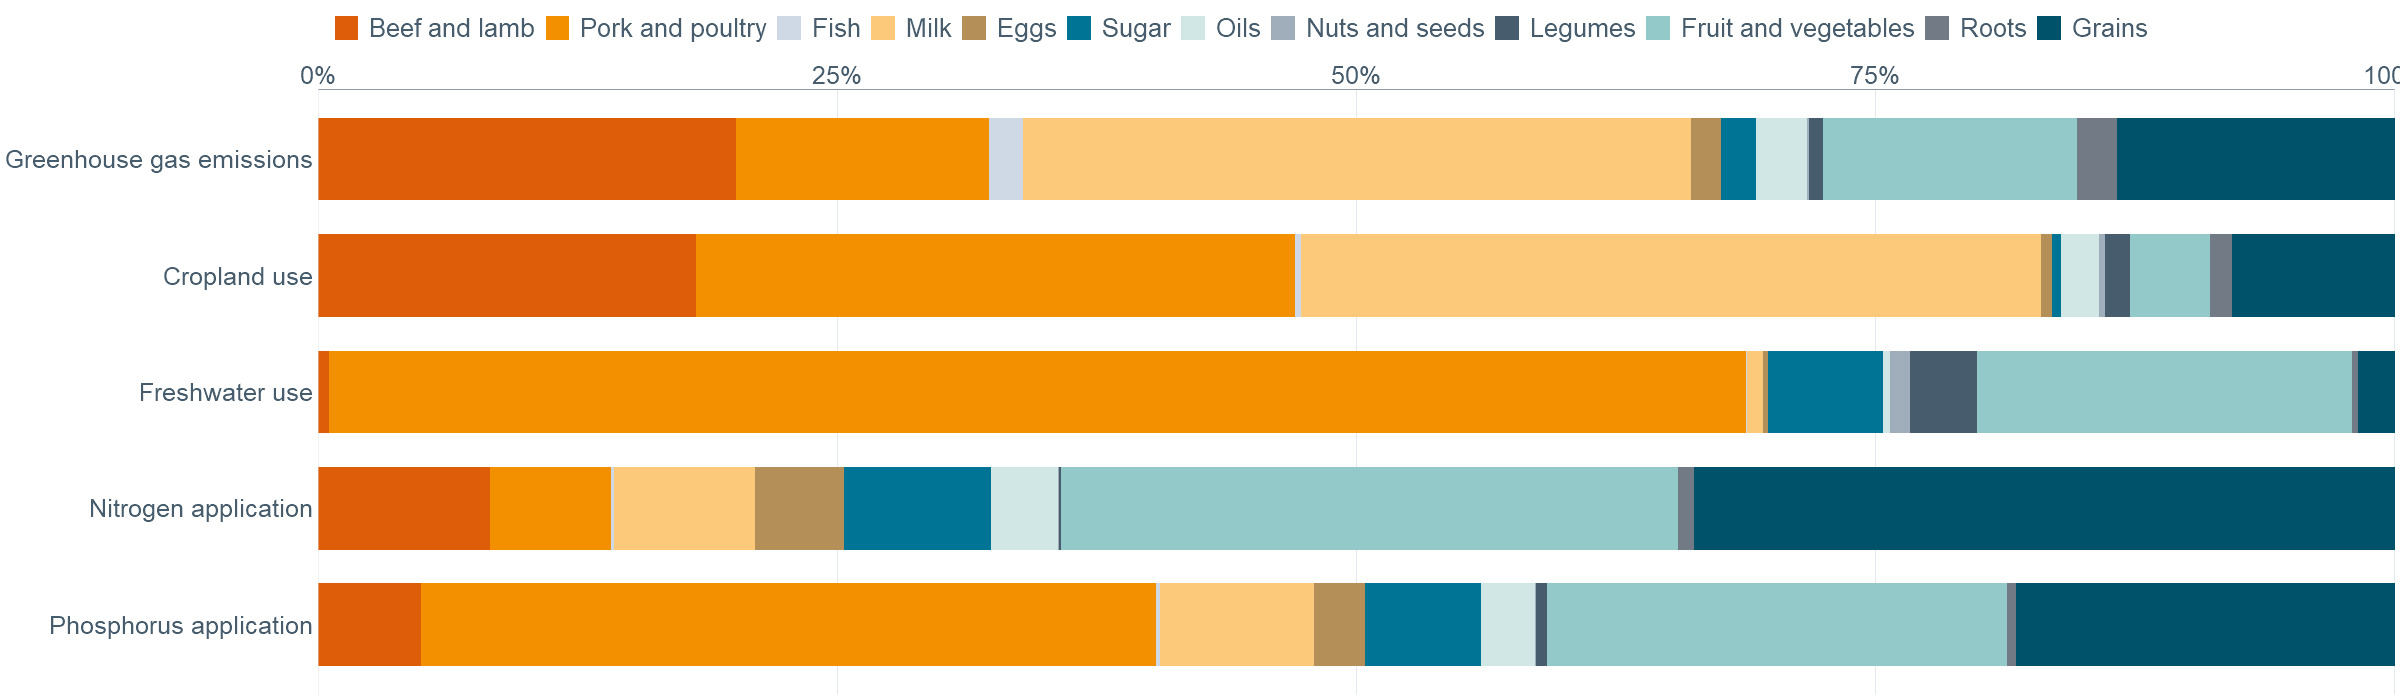 Beef and lamb Pork and poultry Fish Milk Eggs Sugar Oils Nuts and seeds Legumes Fruit and vegetables Roots Grains
0% 25% 50% 75% 100
Greenhouse gas emissions
Cropland use
Freshwater use
Nitrogen application
Phosphorus application